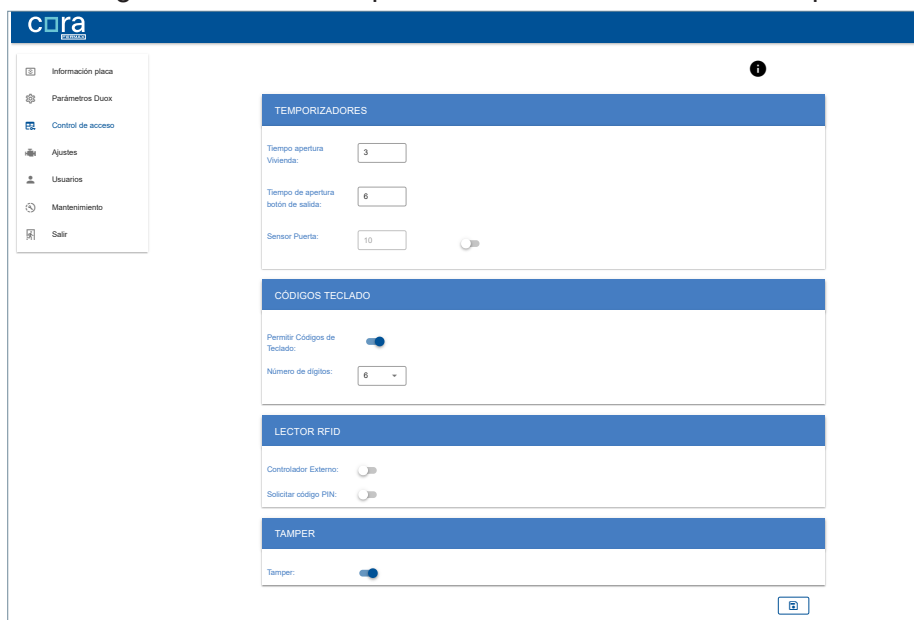 cora
Información placa
Parámetros Duox
Control de acceso
Ajustes
Usuarios
Mantenimiento
Salir
TEMPORIZADORES
Tiempo apertura
Vivienda:
3
Tiempo de apertura
botón de salida:
6
Sensor Puerta:
10
CÓDIGOS TECLADO
Permitir Códigos de
Teclado:
Número de dígitos:
6
LECTOR RFID
Controlador Externo:
Solicitar código PIN:
TAMPER
Tamper: